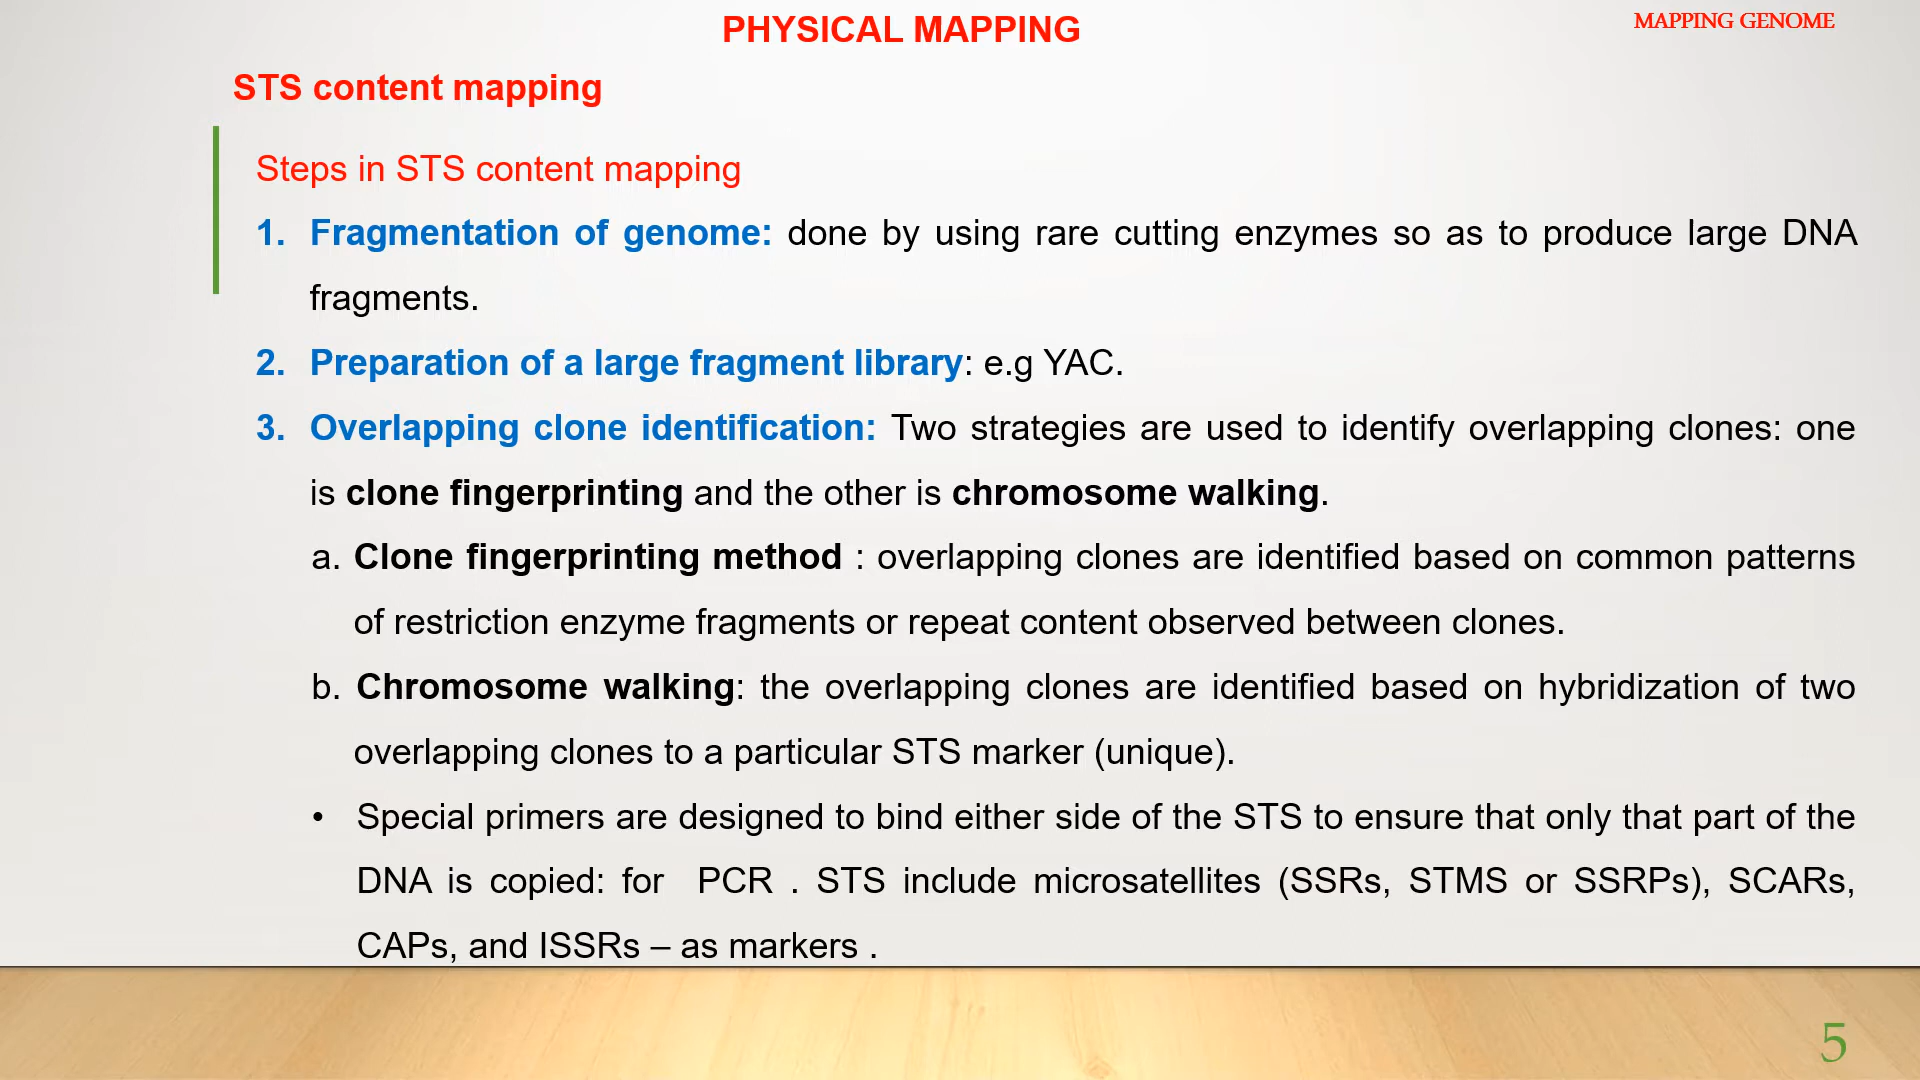 PHYSICAL MAPPING
MAPPING GENOME
STS content mapping
Steps in STS content mapping
1. Fragmentation of genome: done by using rare cutting enzymes so as to produce large DNA
fragments.
2. Preparation of a large fragment library: e.g YAC.
3. Overlapping clone identification: Two strategies are used to identify overlapping clones: one
is clone fingerprinting and the other is chromosome walking.
a. Clone fingerprinting method : overlapping clones are identified based on common patterns
of restriction enzyme fragments or repeat content observed between clones.
b. Chromosome walking: the overlapping clones are identified based on hybridization of two
overlapping clones to a particular STS marker (unique).
• Special primers are designed to bind either side of the STS to ensure that only that part of the
DNA is copied: for PCR . STS include microsatellites (SSRs, STMS or SSRPs), SCARs,
CAPs, and ISSRs – as markers .
5